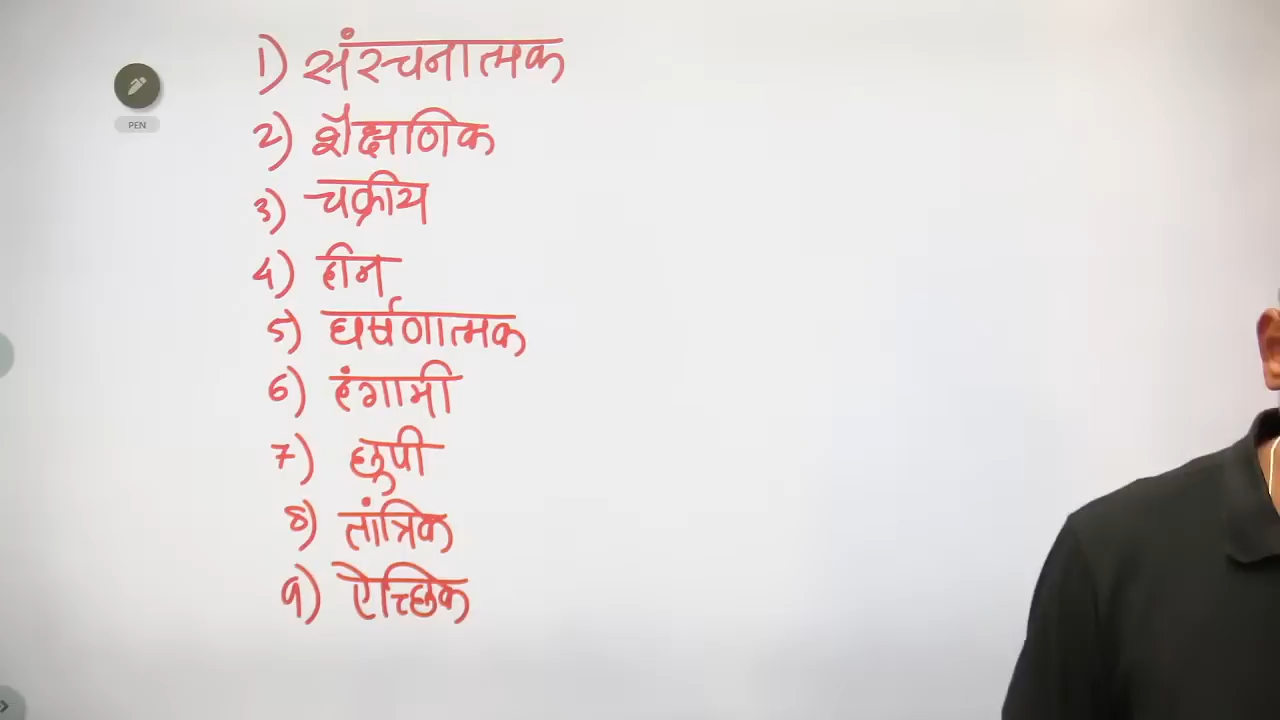 PEN
1) संरचनात्मक
2) शैक्षणिक
3) चक्रीय
4) हीन
5) घर्षणात्मक
6) हंगामी
7) छुपी
8) तांत्रिक
9) ऐच्छिक